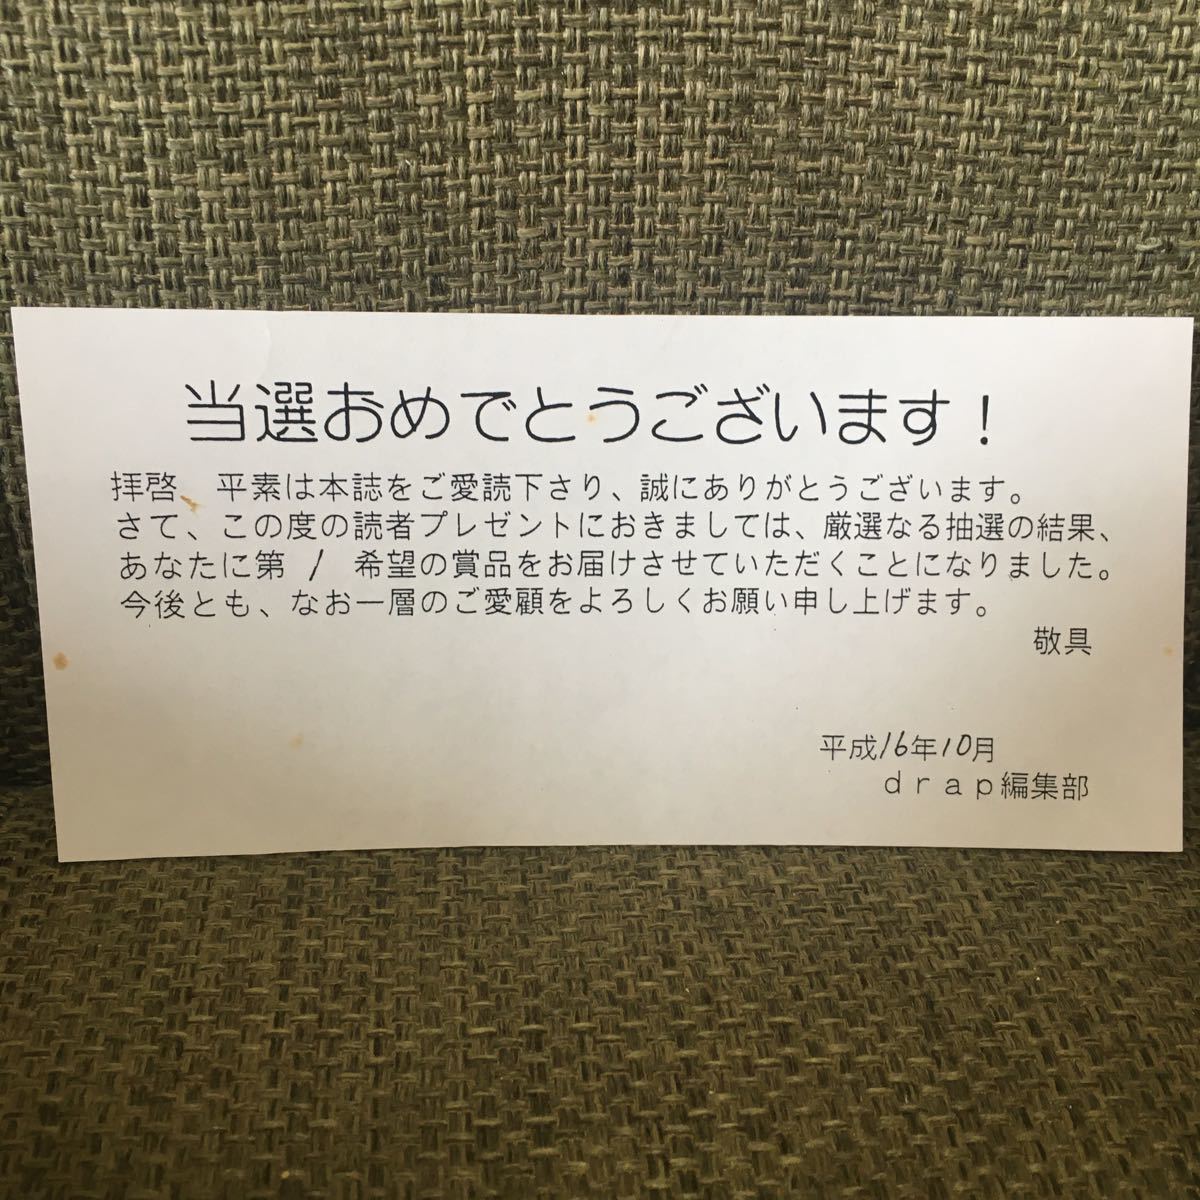 当選おめでとうございます！
拝啓、平素は本誌をご愛読下さり、誠にありがとうございます。
さて、この度の読者プレゼントにおきましては、厳選なる抽選の結果、
あなたに第 1 希望の賞品をお届けさせていただくことになりました。
今後とも、なお一層のご愛顧をよろしくお願い申し上げます。
敬具
平成16年10月
ｄｒａｐ編集部